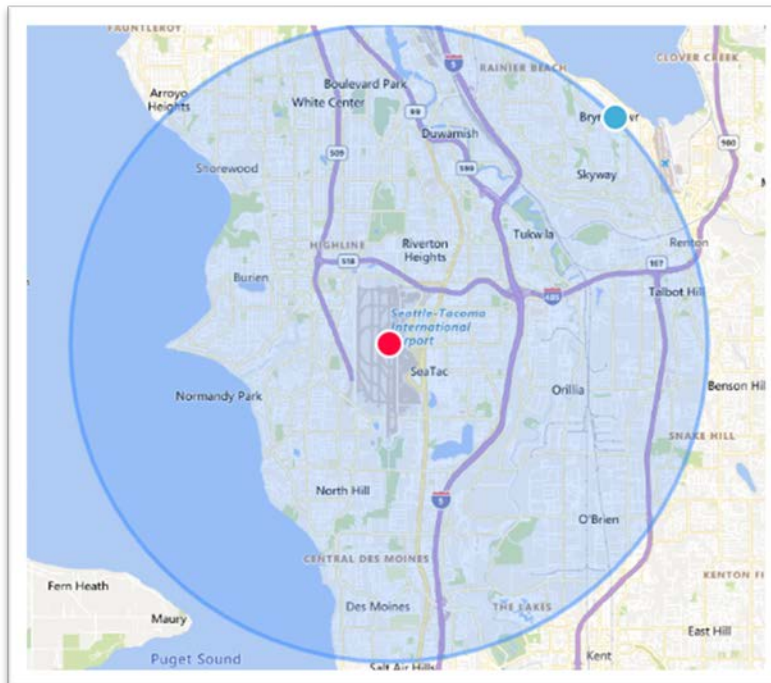 FAUNTLEROY
CLOVER CREEK
5
RAINIER BEACH
Boulevard Park
Arroyo
Heights
White Center
99
Duwamish
900
509
599
Shorewood
Skyway
Tukwila
HIGHLINE
Riverton
Heights
Renton
518
167
Burien
405
Talbot Hill
Seattle-Tacoma
International
SeaTac
Normandy Park
Orillia
Benson Hil
SNAKE HILL
North Hill
5
O'Brien
CENTRAL DES MOINES
KENTON FI
Fern Heath
Des Moines
THE LAKES
Maury
East Hill
Puget Sound
Salt Air Hills
Kent